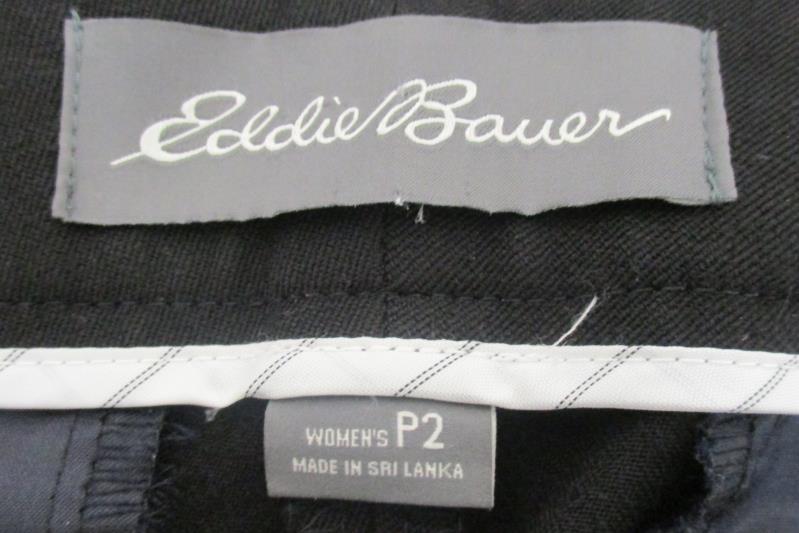 Eddie Bauer
WOMEN'S P2
MADE IN SRI LANKA